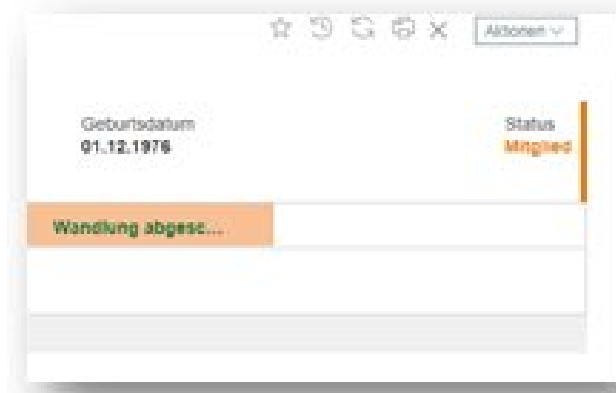 Aktionen
Geburtsdatum
Status
01.12.1976
Mitglied
Wandlung abgesc...